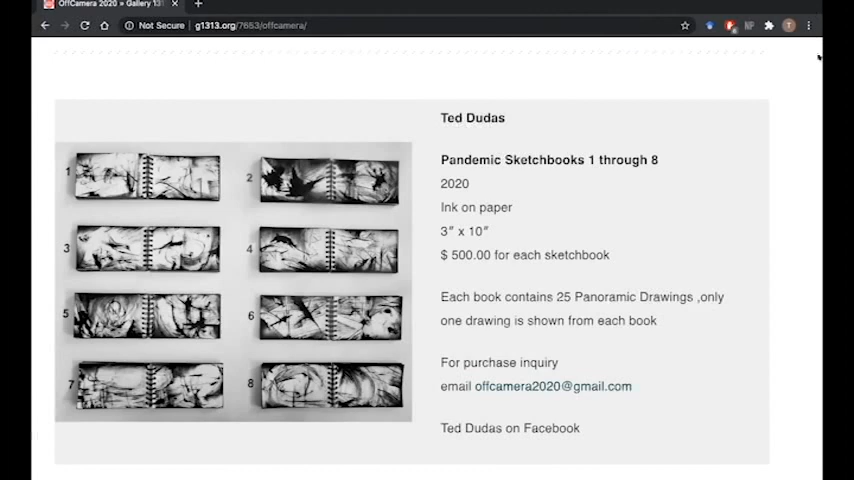 OffCamera 2020 » Gallery 131
Not Secure | g1313.org/7653/offcamera/
NP
T
Ted Dudas
Pandemic Sketchbooks 1 through 8
2020
Ink on paper
3″ x 10″
$ 500.00 for each sketchbook
Each book contains 25 Panoramic Drawings ,only
one drawing is shown from each book
For purchase inquiry
email offcamera2020@gmail.com
Ted Dudas on Facebook
1
2
3
4
5
6
7
8